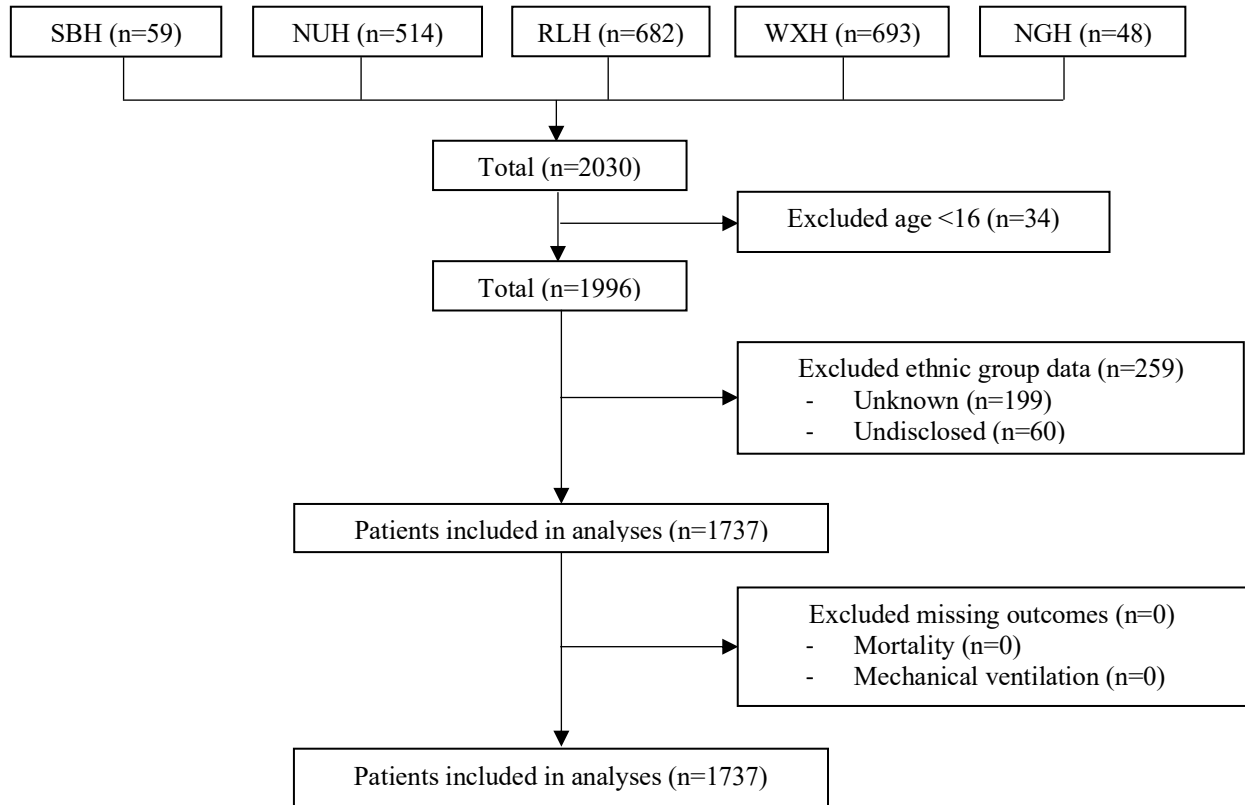 SBH (n=59)
NUH (n=514)
RLH (n=682)
WXH (n=693)
NGH (n=48)
Total (n=2030)
Excluded age <16 (n=34)
Total (n=1996)
Excluded ethnic group data (n=259)
- Unknown (n=199)
- Undisclosed (n=60)
Patients included in analyses (n=1737)
Excluded missing outcomes (n=0)
- Mortality (n=0)
- Mechanical ventilation (n=0)
Patients included in analyses (n=1737)